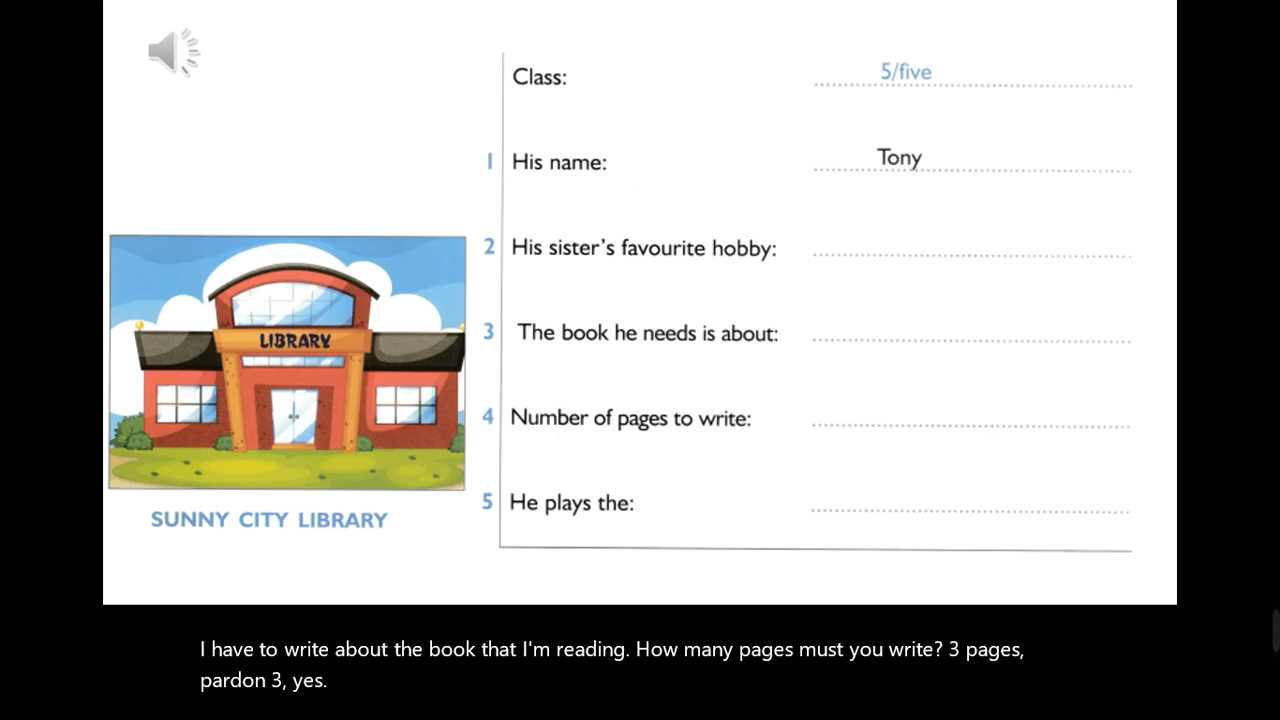 Class: 5/five
1 His name: Tony
2 His sister's favourite hobby:
3 The book he needs is about:
4 Number of pages to write:
5 He plays the:
LIBRARY
SUNNY CITY LIBRARY
I have to write about the book that I'm reading. How many pages must you write? 3 pages,
pardon 3, yes.